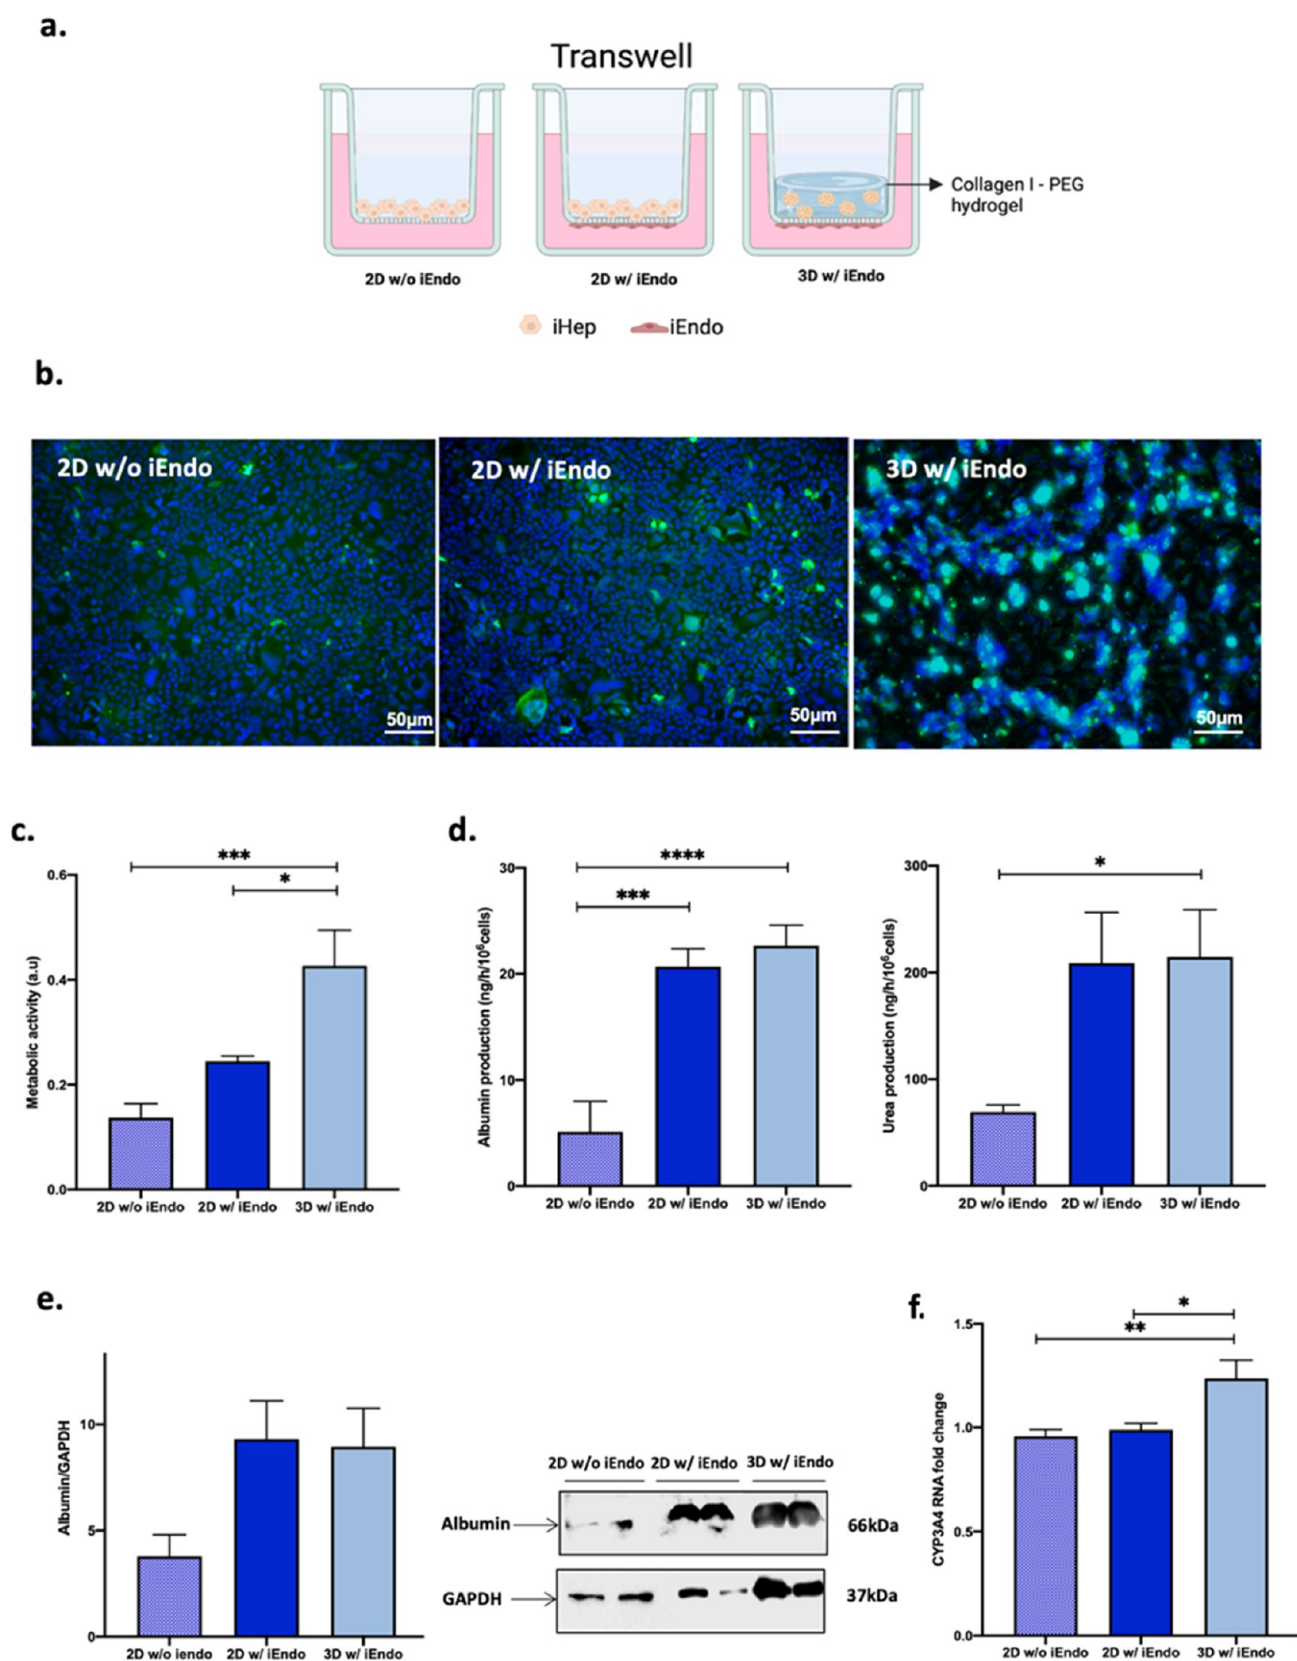 a.
Transwell
Collagen I - PEG
hydrogel
2D w/o iEndo
2D w/ iEndo
3D w/ iEndo
iHep
iEndo
b.
2D w/o iEndo
2D w/ iEndo
3D w/ iEndo
50µm
50µm
50µm
c.
***
*
Metabolic activity (a.u)
0.6
0.4
0.2
0.0
2D w/o iEndo
2D w/ iEndo
3D w/ iEndo
d.
****
***
Albumin production (ng/h/10⁶cells)
30
20
10
0
2D w/o iEndo
2D w/ iEndo
3D w/ iEndo
*
Urea production (ng/h/10⁶cells)
300
200
100
0
2D w/o iEndo
2D w/ iEndo
3D w/ iEndo
e.
Albumin/GAPDH
10
5
0
2D w/o iendo
2D w/ iEndo
3D w/ iEndo
2D w/o iEndo
2D w/ iEndo
3D w/ iEndo
Albumin
66kDa
GAPDH
37kDa
f.
*
**
CYP3A4 RNA fold change
1.5
1.0
0.5
0.0
2D w/o iEndo
2D w/ iEndo
3D w/ iEndo